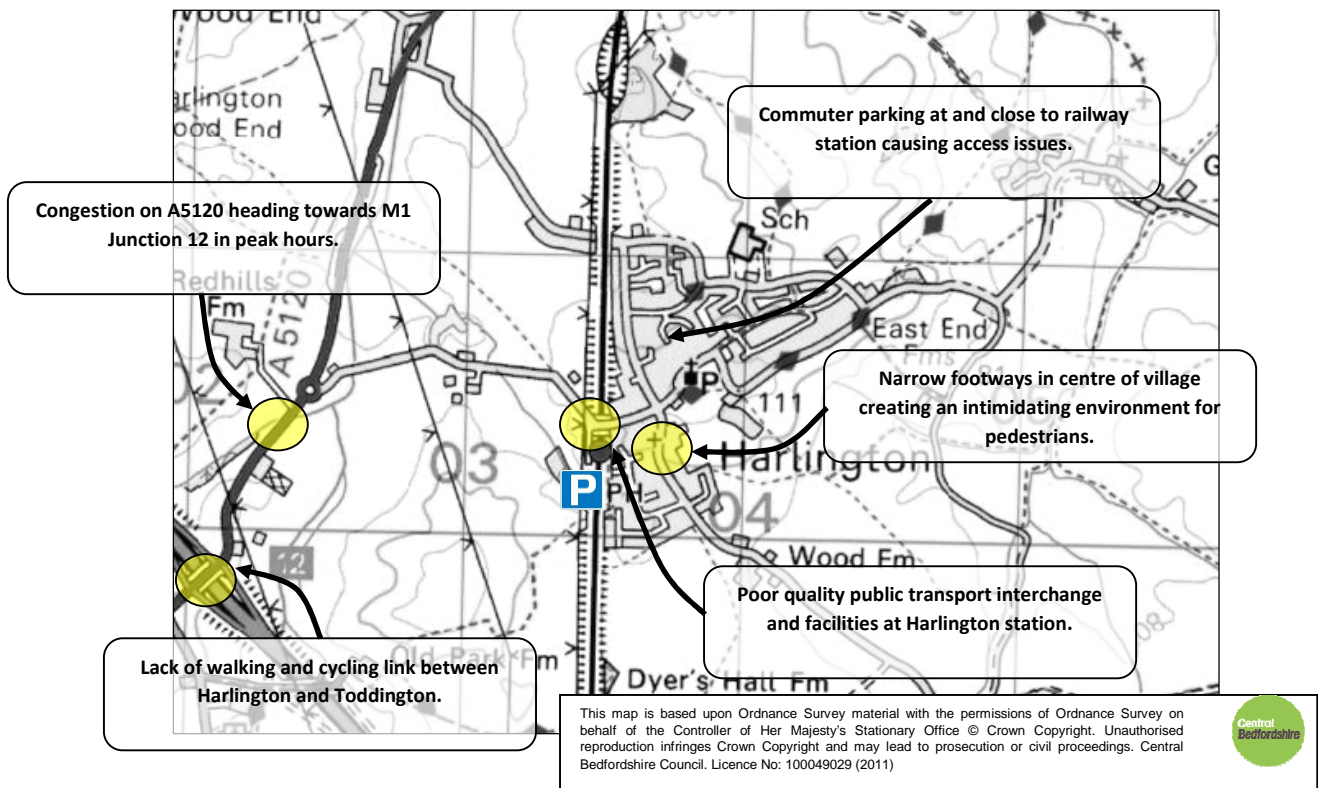 Wood End
arlington
ood End
Commuter parking at and close to railway
station causing access issues.
Congestion on A5120 heading towards M1
Junction 12 in peak hours.
Sch
G
Redhills
Fm
A 5120
East End
Fms
02
P
111
Narrow footways in centre of village
creating an intimidating environment for
pedestrians.
03
Harlington
P
PH
04
12
Wood Fm
Poor quality public transport interchange
and facilities at Harlington station.
08
Lack of walking and cycling link between
Harlington and Toddington.
Old Park Fm
Dyer's Hall Fm
This map is based upon Ordnance Survey material with the permissions of Ordnance Survey on
behalf of the Controller of Her Majesty's Stationary Office © Crown Copyright. Unauthorised
reproduction infringes Crown Copyright and may lead to prosecution or civil proceedings. Central
Bedfordshire Council. Licence No: 100049029 (2011)
Central
Bedfordshire